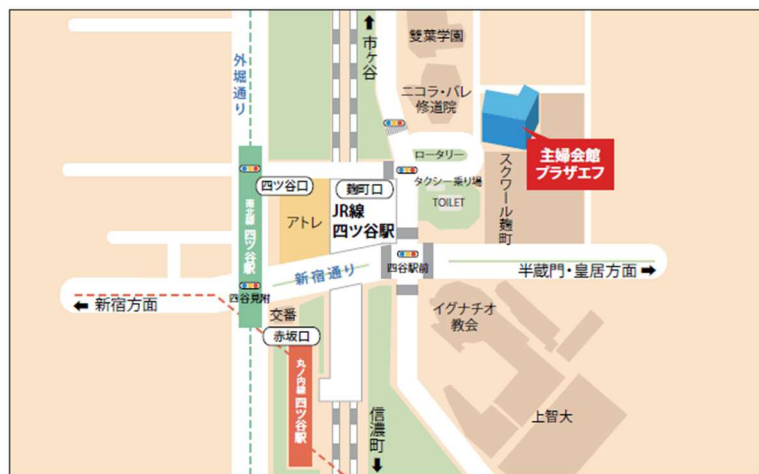 市ヶ谷
雙葉学園
外堀通り
ニコラ・バレ
修道院
ロータリー
主婦会館
プラザエフ
四ツ谷口
麹町口
タクシー乗り場
TOILET
スクワール麹町
南北線 四ツ谷駅
アトレ
JR線
四ツ谷駅
新宿通り
四谷駅前
半蔵門・皇居方面
四谷見附
新宿方面
交番
赤坂口
イグナチオ
教会
丸ノ内線 四ツ谷駅
信濃町
上智大